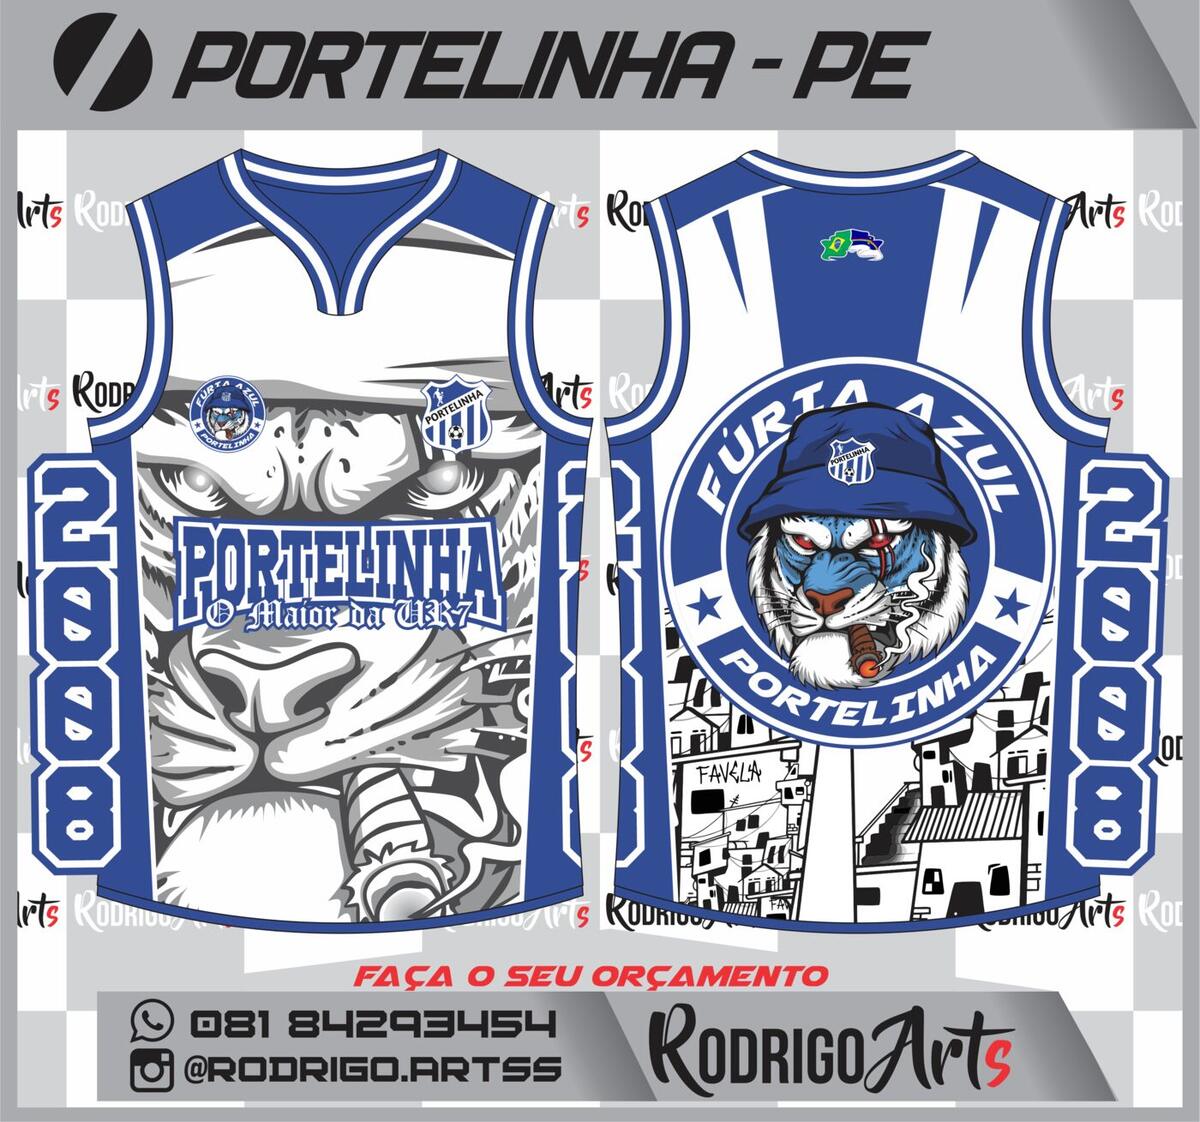 PORTELINHA - PE
FÚRIA AZUL
PORTELINHA
PORTELINHA
PORTELINHA
O Maior da UR7
2008
FÚRIA AZUL
PORTELINHA
PORTELINHA
FAVELA
2008
RODRIGOArts
FAÇA O SEU ORÇAMENTO
081 84293454
@RODRIGO.ARTSS
RODRIGOArts